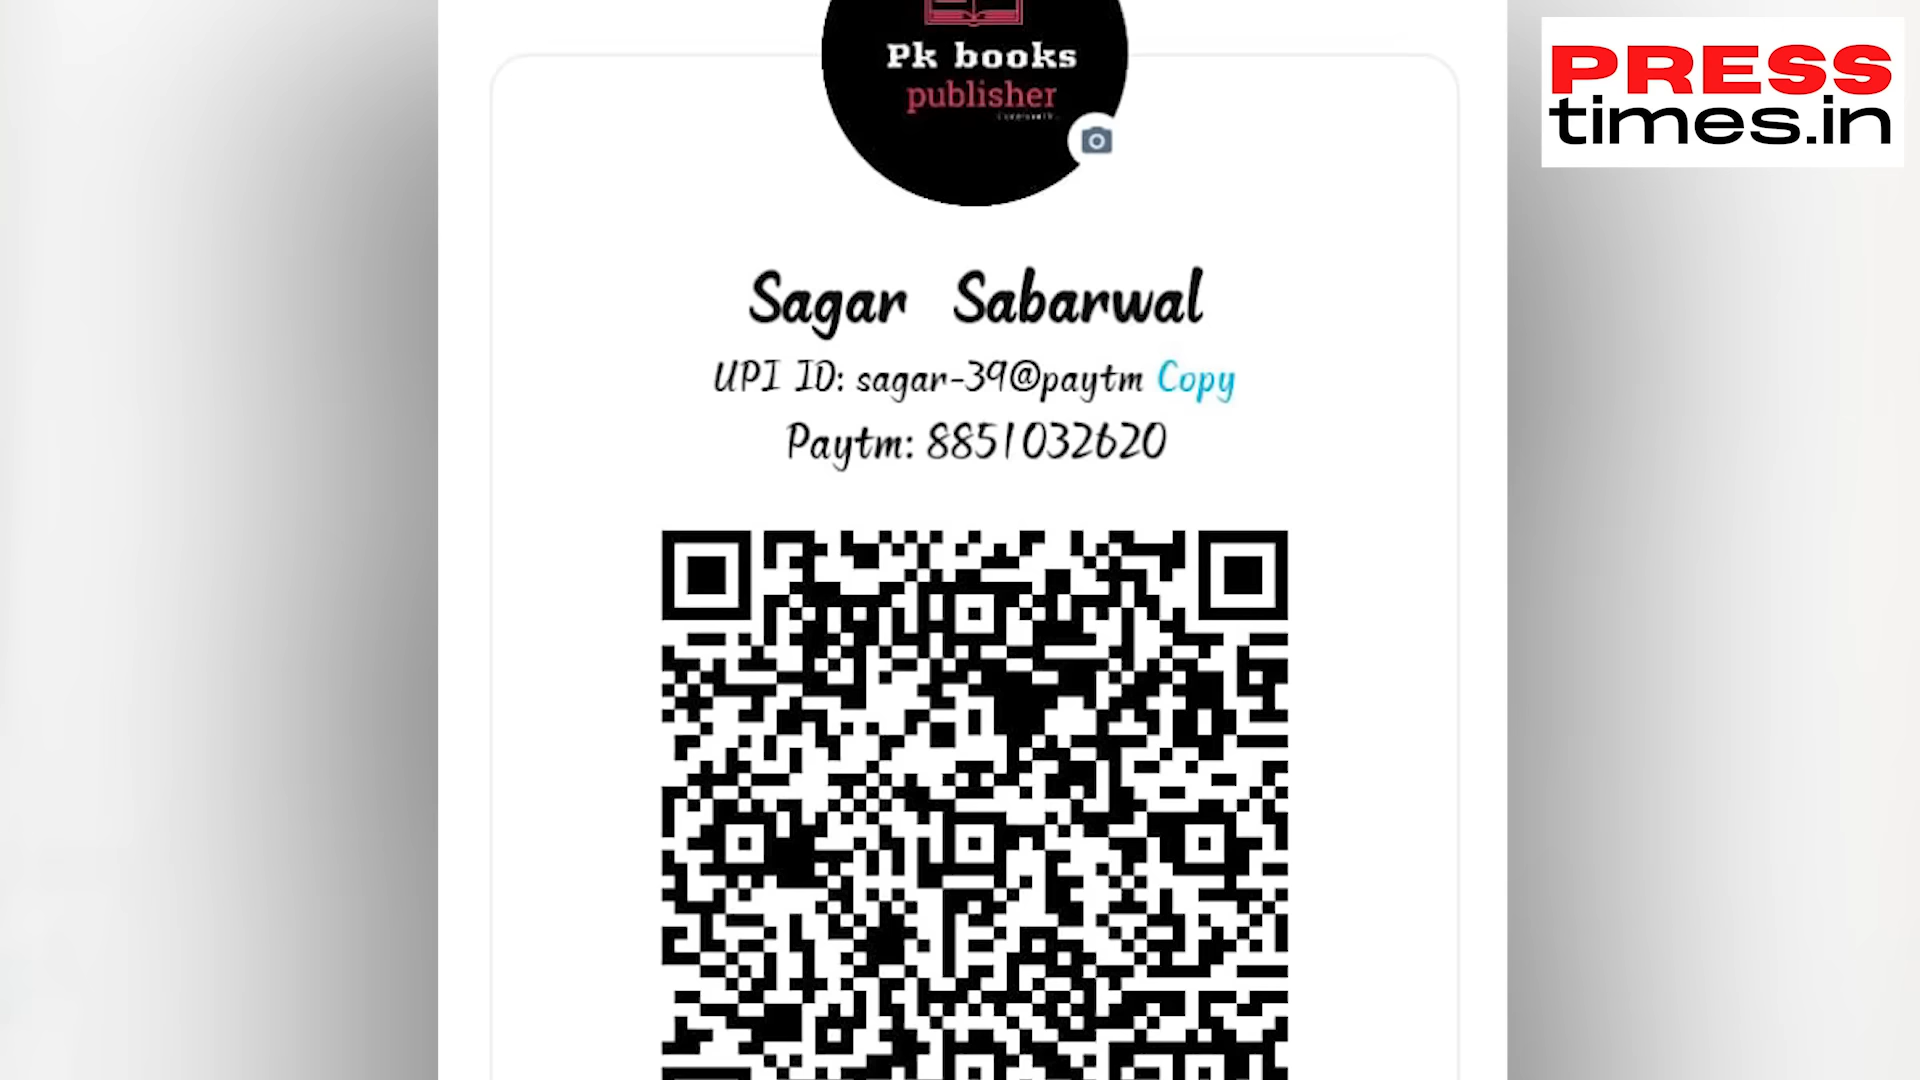 Pk books
publisher
PRESS
times.in
Sagar Sabarwal
UPI ID: sagar-39@paytm Copy
Paytm: 8851032620